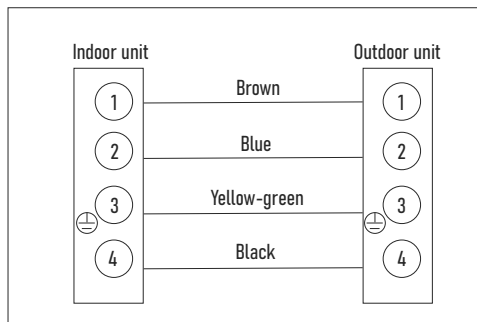 Indoor unit Outdoor unit
1 Brown 1
2 Blue 2
3 Yellow-green 3
4 Black 4